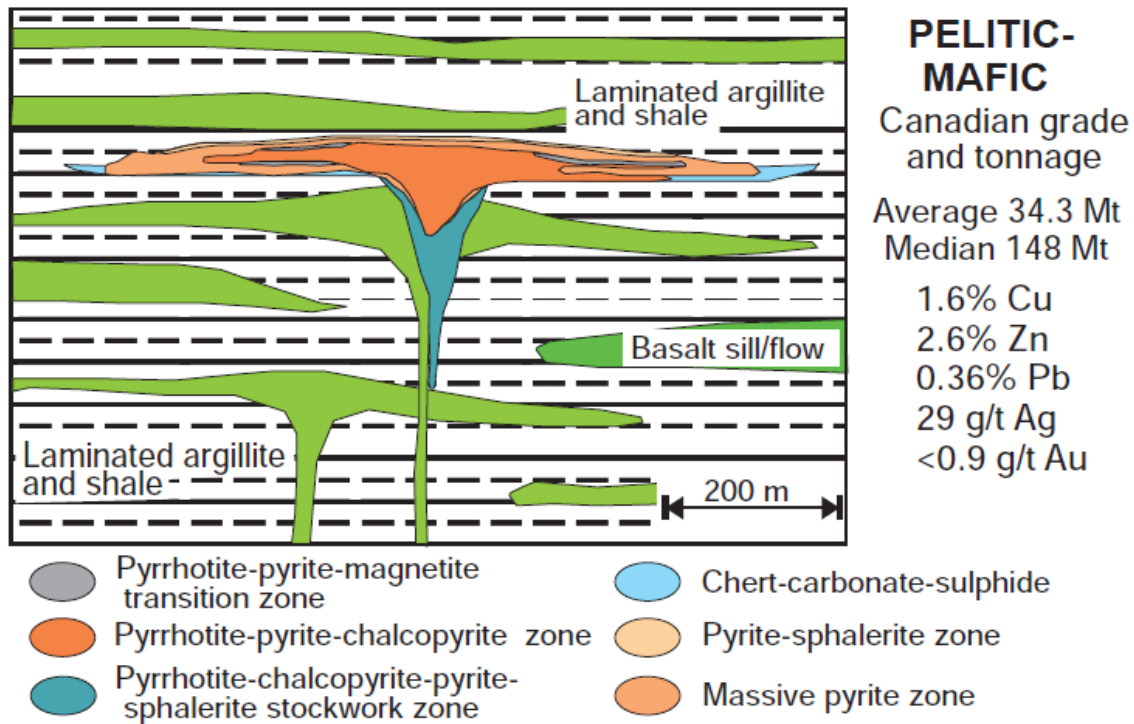 PELITIC-
MAFIC
Canadian grade
and tonnage
Average 34.3 Mt
Median 148 Mt
1.6% Cu
2.6% Zn
0.36% Pb
29 g/t Ag
<0.9 g/t Au
Laminated argillite
and shale
Basalt sill/flow
Laminated argillite
and shale
200 m
Pyrrhotite-pyrite-magnetite
transition zone
Pyrrhotite-pyrite-chalcopyrite zone
Pyrrhotite-chalcopyrite-pyrite-
sphalerite stockwork zone
Chert-carbonate-sulphide
Pyrite-sphalerite zone
Massive pyrite zone